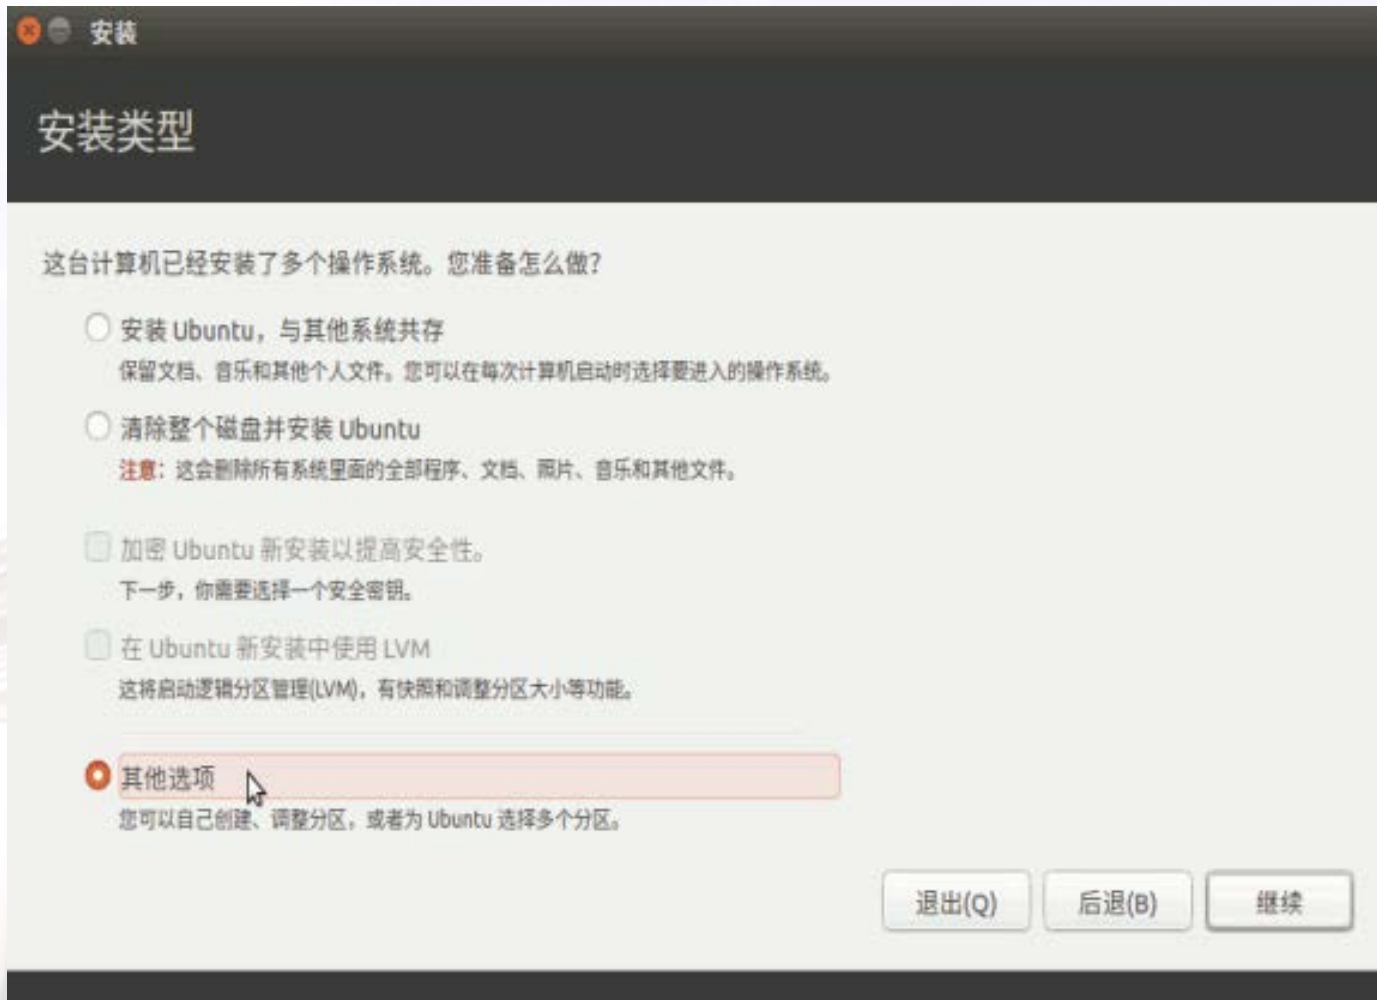 安装
安装类型
这台计算机已经安装了多个操作系统。您准备怎么做?
安装 Ubuntu，与其他系统共存
保留文档、音乐和其他个人文件。您可以在每次计算机启动时选择要进入的操作系统。
清除整个磁盘并安装 Ubuntu
注意：这会删除所有系统里面的全部程序、文档、照片、音乐和其他文件。
加密 Ubuntu 新安装以提高安全性。
下一步，你需要选择一个安全密钥。
在 Ubuntu 新安装中使用 LVM
这将启动逻辑分区管理(LVM)，有快照和调整分区大小等功能。
其他选项
您可以自己创建、调整分区，或者为 Ubuntu 选择多个分区。
退出(Q) 后退(B) 继续